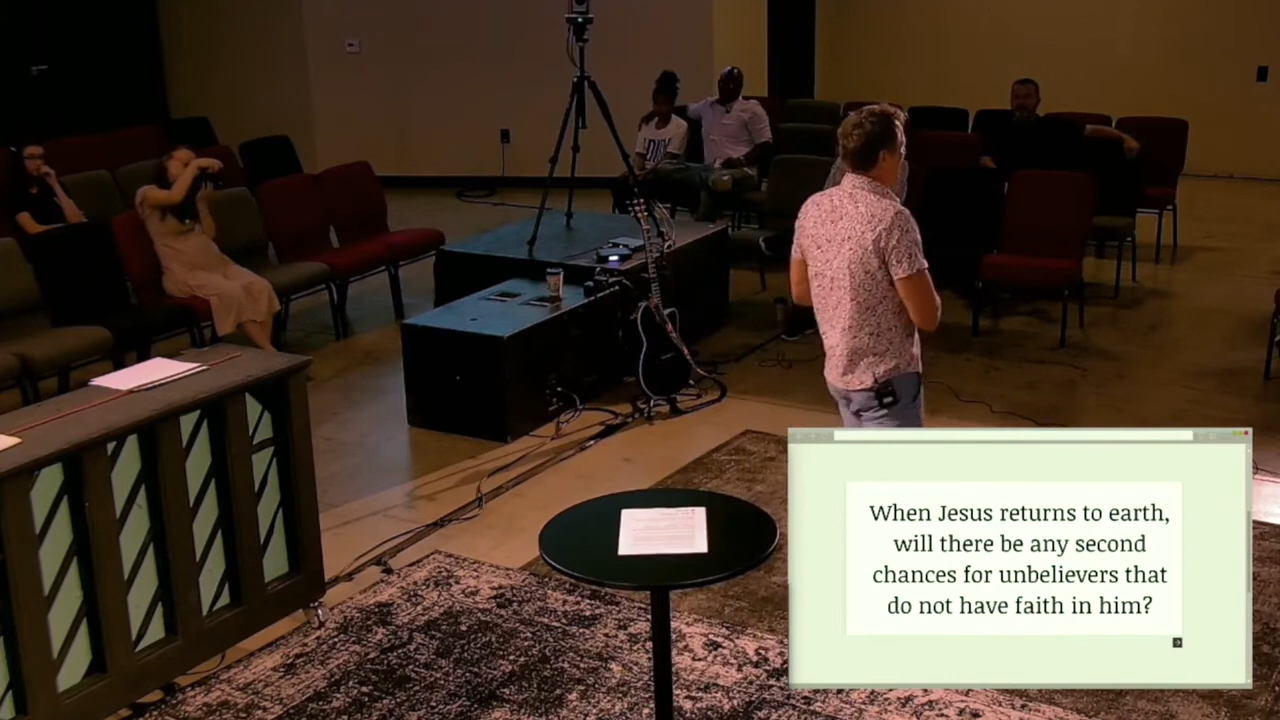 When Jesus returns to earth,
will there be any second
chances for unbelievers that
do not have faith in him?